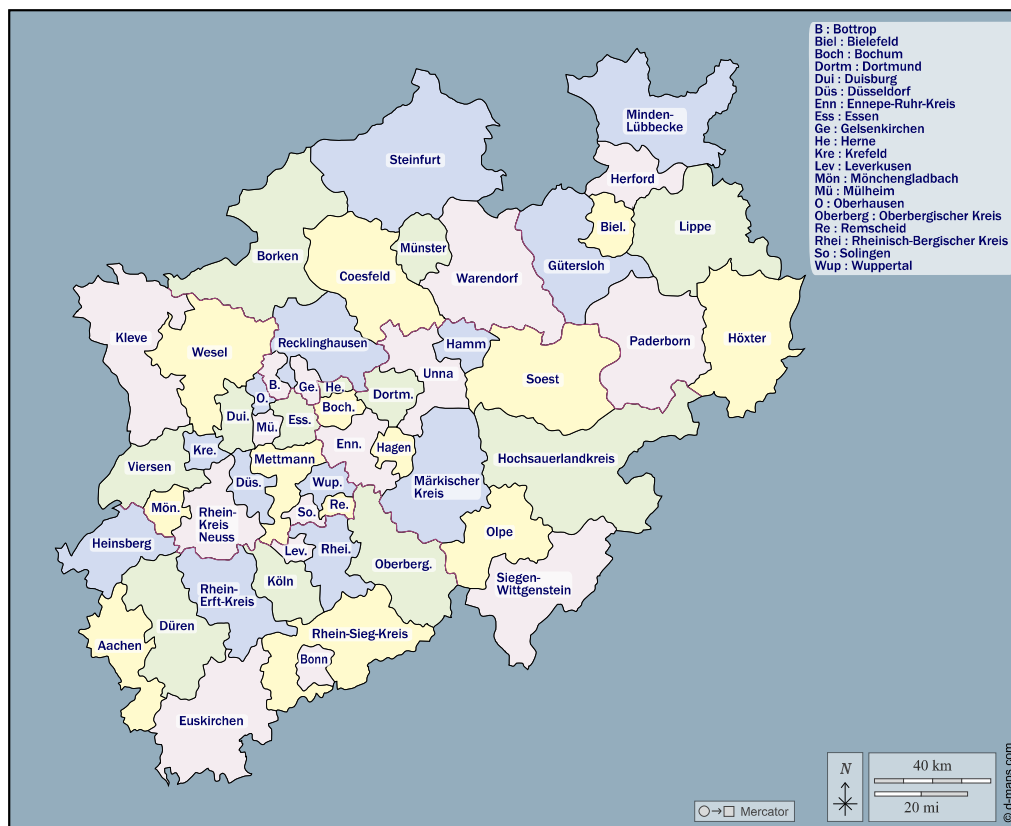 B : Bottrop
Biel : Bielefeld
Boch : Bochum
Dortm : Dortmund
Dui : Duisburg
Düs : Düsseldorf
Enn : Ennepe-Ruhr-Kreis
Ess : Essen
Ge : Gelsenkirchen
He : Herne
Kre : Krefeld
Lev : Leverkusen
Mön : Mönchengladbach
Mü : Mülheim
O : Oberhausen
Oberberg : Oberbergischer Kreis
Re : Remscheid
Rhei : Rheinisch-Bergischer Kreis
So : Solingen
Wup : Wuppertal
Minden-
Lübbecke
Steinfurt
Herford
Lippe
Biel.
Münster
Borken
Gütersloh
Coesfeld
Warendorf
Kleve
Höxter
Paderborn
Recklinghausen
Hamm
Wesel
Unna
Soest
B.
Ge.
He.
Dortm.
O.
Boch.
Dui.
Ess.
Mü.
Enn.
Hagen
Kre.
Mettmann
Hochsauerlandkreis
Viersen
Düs.
Wup.
Märkischer
Kreis
Mön.
Re.
Rhein-
Kreis
Neuss
So.
Olpe
Heinsberg
Lev.
Rhei.
Oberberg.
Köln
Siegen-
Wittgenstein
Rhein-
Erft-Kreis
Düren
Rhein-Sieg-Kreis
Aachen
Bonn
Euskirchen
N
40 km
20 mi
Mercator
© d-maps.com